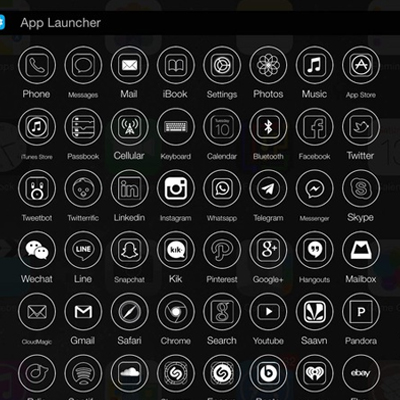 App Launcher
Phone Messages Mail iBook Settings Photos Music App Store
Tuesday
10
iTunes Store Passbook Cellular Keyboard Calendar Bluetooth Facebook Twitter
Tweetbot Twitterrific Linkedin Instagram Whatsapp Telegram Messenger Skype
LINE kik g+
Wechat Line Snapchat Kik Pinterest Google+ Hangouts Mailbox
CloudMagic Gmail Safari Chrome Search Youtube Saavn Pandora
ebay